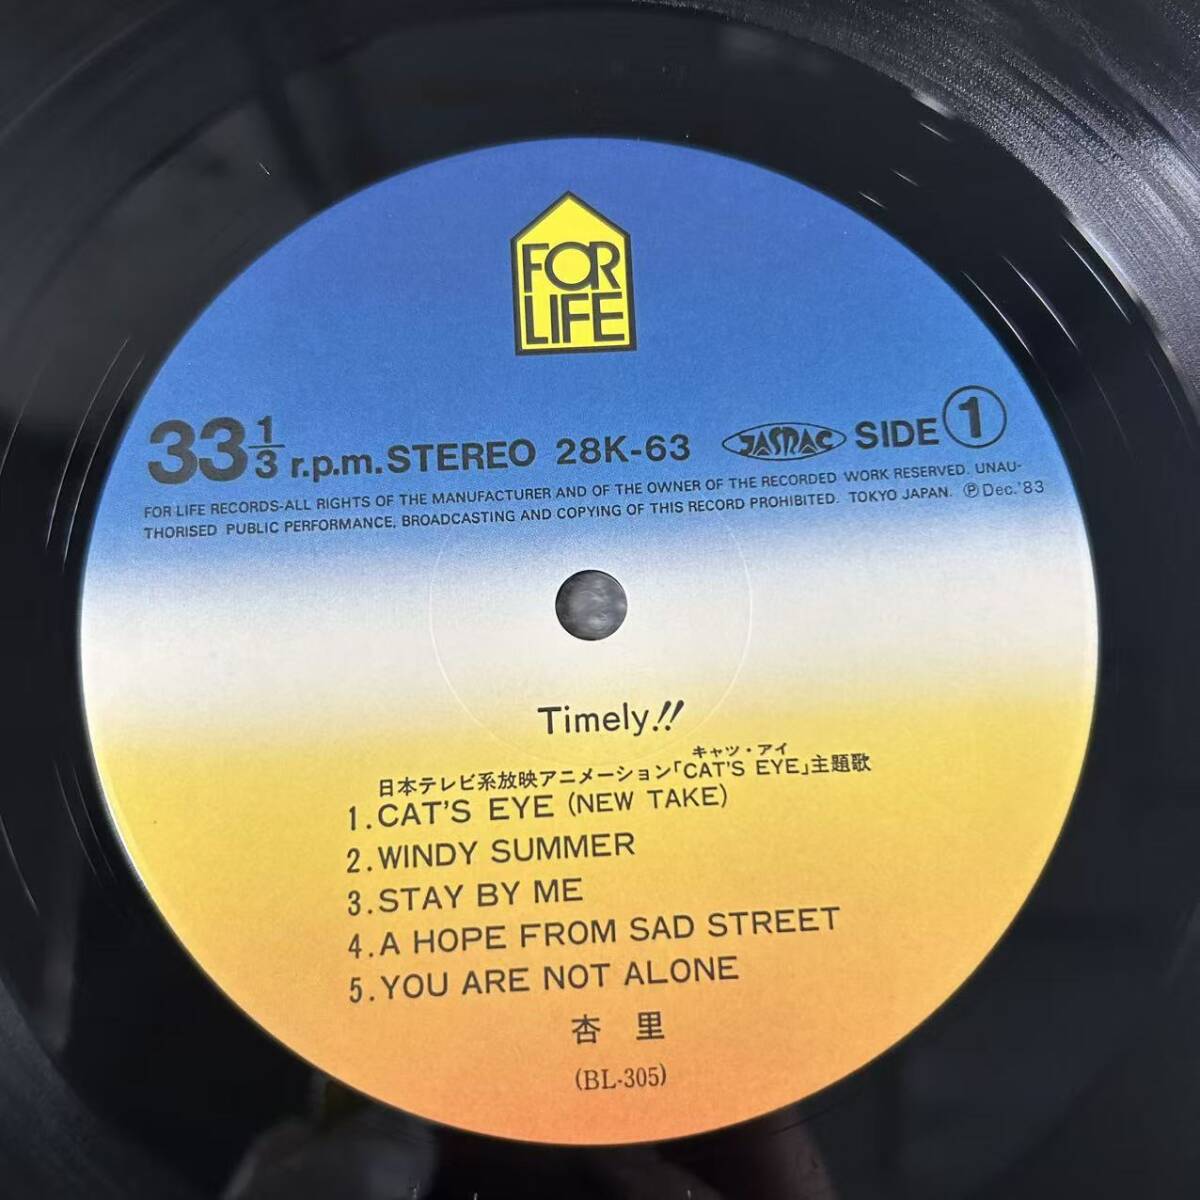 FOR
LIFE
33 1/3 r.p.m. STEREO 28K-63 JASRAC SIDE 1
FOR LIFE RECORDS-ALL RIGHTS OF THE MANUFACTURER AND OF THE OWNER OF THE RECORDED WORK RESERVED. UNAU-
THORISED PUBLIC PERFORMANCE, BROADCASTING AND COPYING OF THIS RECORD PROHIBITED. TOKYO JAPAN. ℗Dec.'83
Timely!!
キャツ・アイ
日本テレビ系放映アニメーション「CAT'S EYE」主題歌
1. CAT'S EYE (NEW TAKE)
2. WINDY SUMMER
3. STAY BY ME
4. A HOPE FROM SAD STREET
5. YOU ARE NOT ALONE
杏里
(BL-305)